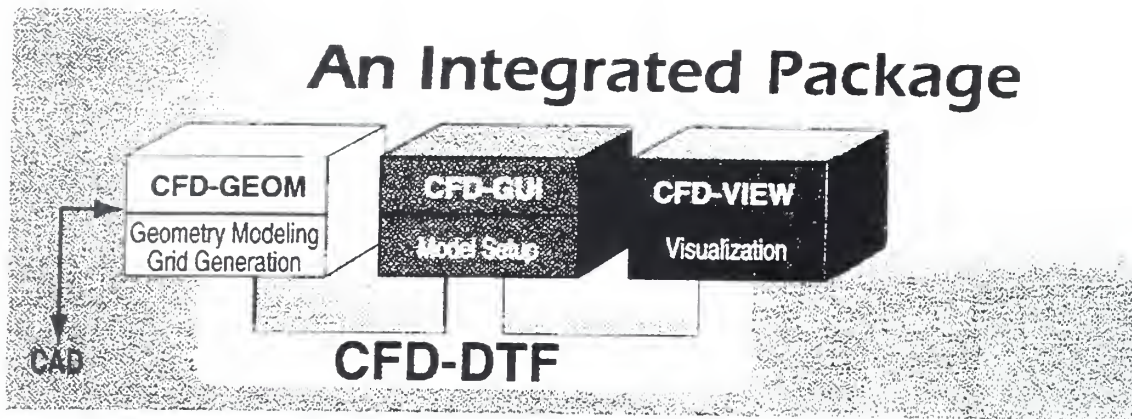 An Integrated Package
CFD-GEOM
Geometry Modeling
Grid Generation
CFD-GUI
Model Setup
CFD-VIEW
Visualization
CAD
CFD-DTF